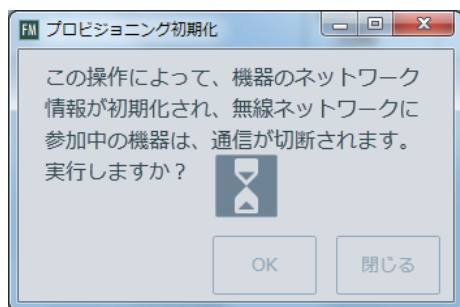 FM プロビジョニング初期化
この操作によって、機器のネットワーク
情報が初期化され、無線ネットワークに
参加中の機器は、通信が切断されます。
実行しますか？
OK 閉じる